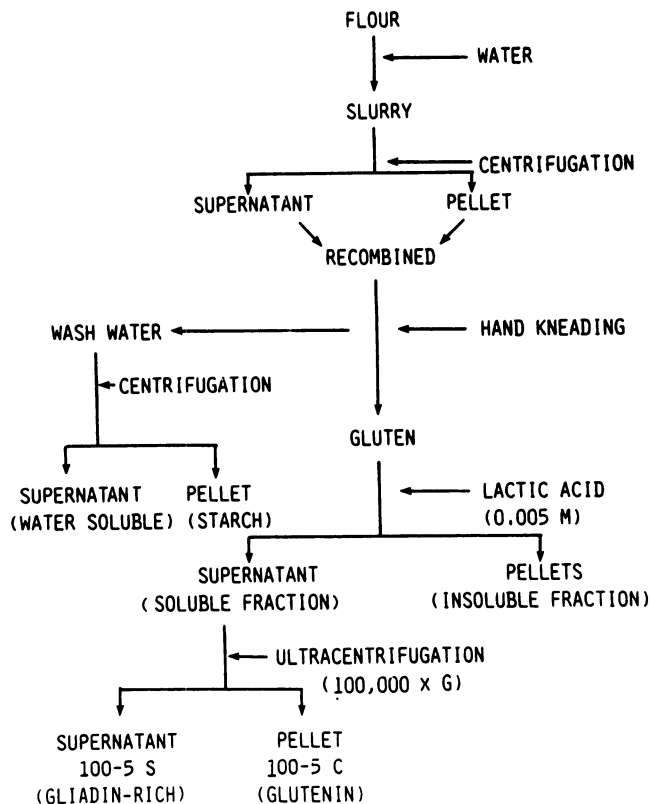 FLOUR
WATER
SLURRY
CENTRIFUGATION
SUPERNATANT PELLET
RECOMBINED
WASH WATER HAND KNEADING
CENTRIFUGATION
GLUTEN
SUPERNATANT PELLET
(WATER SOLUBLE) (STARCH)
LACTIC ACID
(0.005 M)
SUPERNATANT
(SOLUBLE FRACTION)
PELLETS
(INSOLUBLE FRACTION)
ULTRACENTRIFUGATION
(100,000 X G)
SUPERNATANT PELLET
100-5 S 100-5 C
(GLIADIN-RICH) (GLUTENIN)